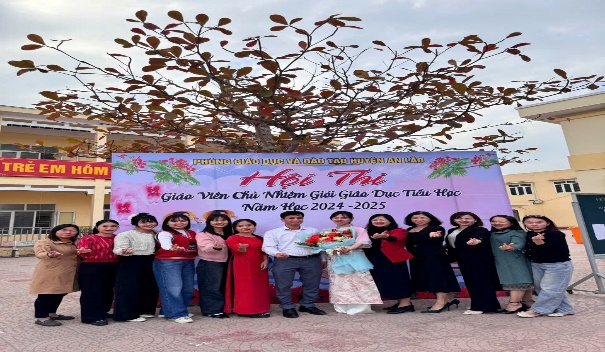 TRẺ EM HÔM
PHÒNG GIÁO DỤC VÀ ĐÀO TẠO HUYỆN AN LÃO
Hội Thi
Giáo Viên Chủ Nhiệm Giỏi Giáo Dục Tiểu Học
Năm Học 2024 -2025